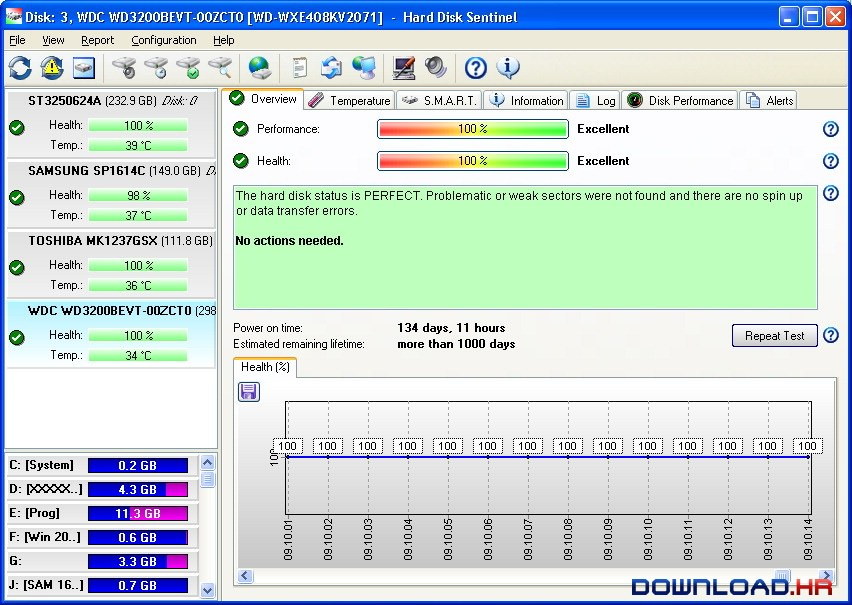 Disk: 3, WDC WD3200BEVT-00ZCT0 [WD-WXE408KV2071] - Hard Disk Sentinel
File View Report Configuration Help
ST3250624A (232.9 GB) Disk: 0
Health: 100 %
Temp.: 39 °C
SAMSUNG SP1614C (149.0 GB)
Health: 98 %
Temp.: 37 °C
TOSHIBA MK1237GSX (111.8 GB)
Health: 100 %
Temp.: 36 °C
WDC WD3200BEVT-00ZCT0 (298
Health: 100 %
Temp.: 34 °C
C: [System] 0.2 GB
D: [XXXXX..] 4.3 GB
E: [Prog] 11.3 GB
F: [Win 20..] 0.6 GB
G: 3.3 GB
J: [SAM 16..] 0.7 GB
Overview Temperature S.M.A.R.T. Information Log Disk Performance Alerts
Performance: 100 % Excellent
Health: 100 % Excellent
The hard disk status is PERFECT. Problematic or weak sectors were not found and there are no spin up
or data transfer errors.
No actions needed.
Power on time: 134 days, 11 hours
Estimated remaining lifetime: more than 1000 days
Repeat Test
Health (%)
100 100 100 100 100 100 100 100 100 100 100 100 100 100
100
09.10.01 09.10.02 09.10.03 09.10.04 09.10.05 09.10.06 09.10.07 09.10.08 09.10.09 09.10.10 09.10.11 09.10.12 09.10.13 09.10.14
DOWNLOAD.HR